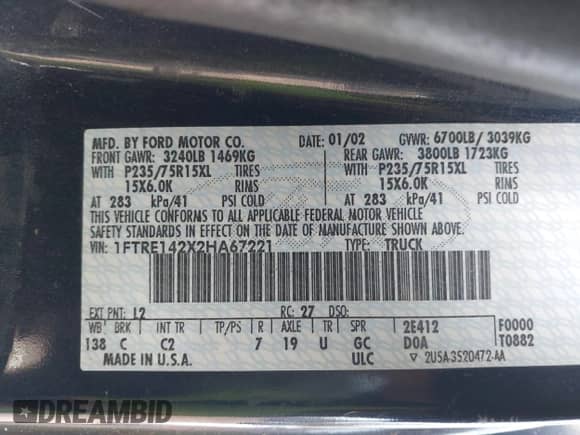 MFD. BY FORD MOTOR CO. DATE: 01/02 GVWR: 6700LB/ 3039KG
FRONT GAWR: 3240LB 1469KG REAR GAWR: 3800LB 1723KG
WITH P235/75R15XL TIRES WITH P235/75R15XL TIRES
15X6.0K RIMS 15X6.0K RIMS
AT 283 kPa/41 PSI COLD AT 283 kPa/41 PSI COLD
THIS VEHICLE CONFORMS TO ALL APPLICABLE FEDERAL MOTOR VEHICLE
SAFETY STANDARDS IN EFFECT ON THE DATE OF MANUFACTURE SHOWN ABOVE.
VIN: 1FTRE142X2HA67221 TYPE: TRUCK
EXT PNT: L2 RC: 27 DSO:
WB BRK INT TR TP/PS R AXLE TR SPR 2E412 F0000
138 C C2 7 19 U GC DOA T0882
MADE IN U.S.A. ULC ▽ 2U5A-3520472-AA
DREAMBID